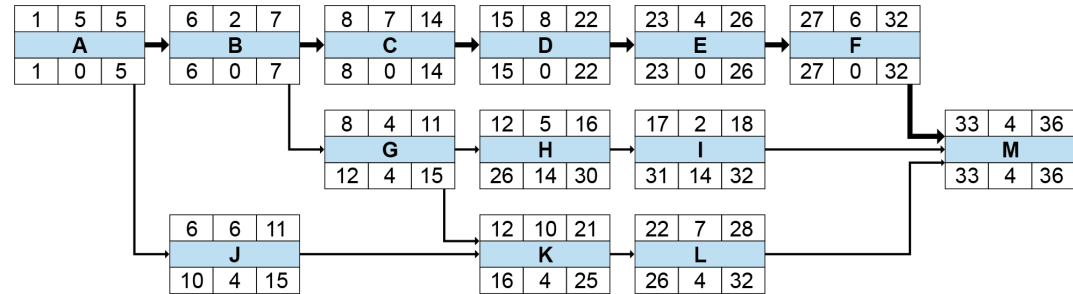 1 5 5
A
1 0 5
6 2 7
B
6 0 7
8 7 14
C
8 0 14
15 8 22
D
15 0 22
23 4 26
E
23 0 26
27 6 32
F
27 0 32
8 4 11
G
12 4 15
12 5 16
H
26 14 30
17 2 18
I
31 14 32
33 4 36
M
33 4 36
6 6 11
J
10 4 15
12 10 21
K
16 4 25
22 7 28
L
26 4 32